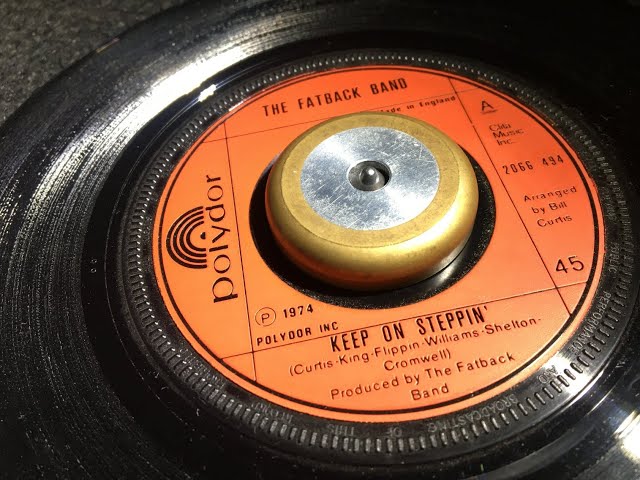 THE FATBACK BAND
Made in England
A
Clita
Music
Inc.
2066 494
Arranged
by Bill
Curtis
45
polydor
℗ 1974
POLYDOR INC
KEEP ON STEPPIN'
(Curtis-King-Flippin-Williams-Shelton-
Cromwell)
Produced by The Fatback
Band